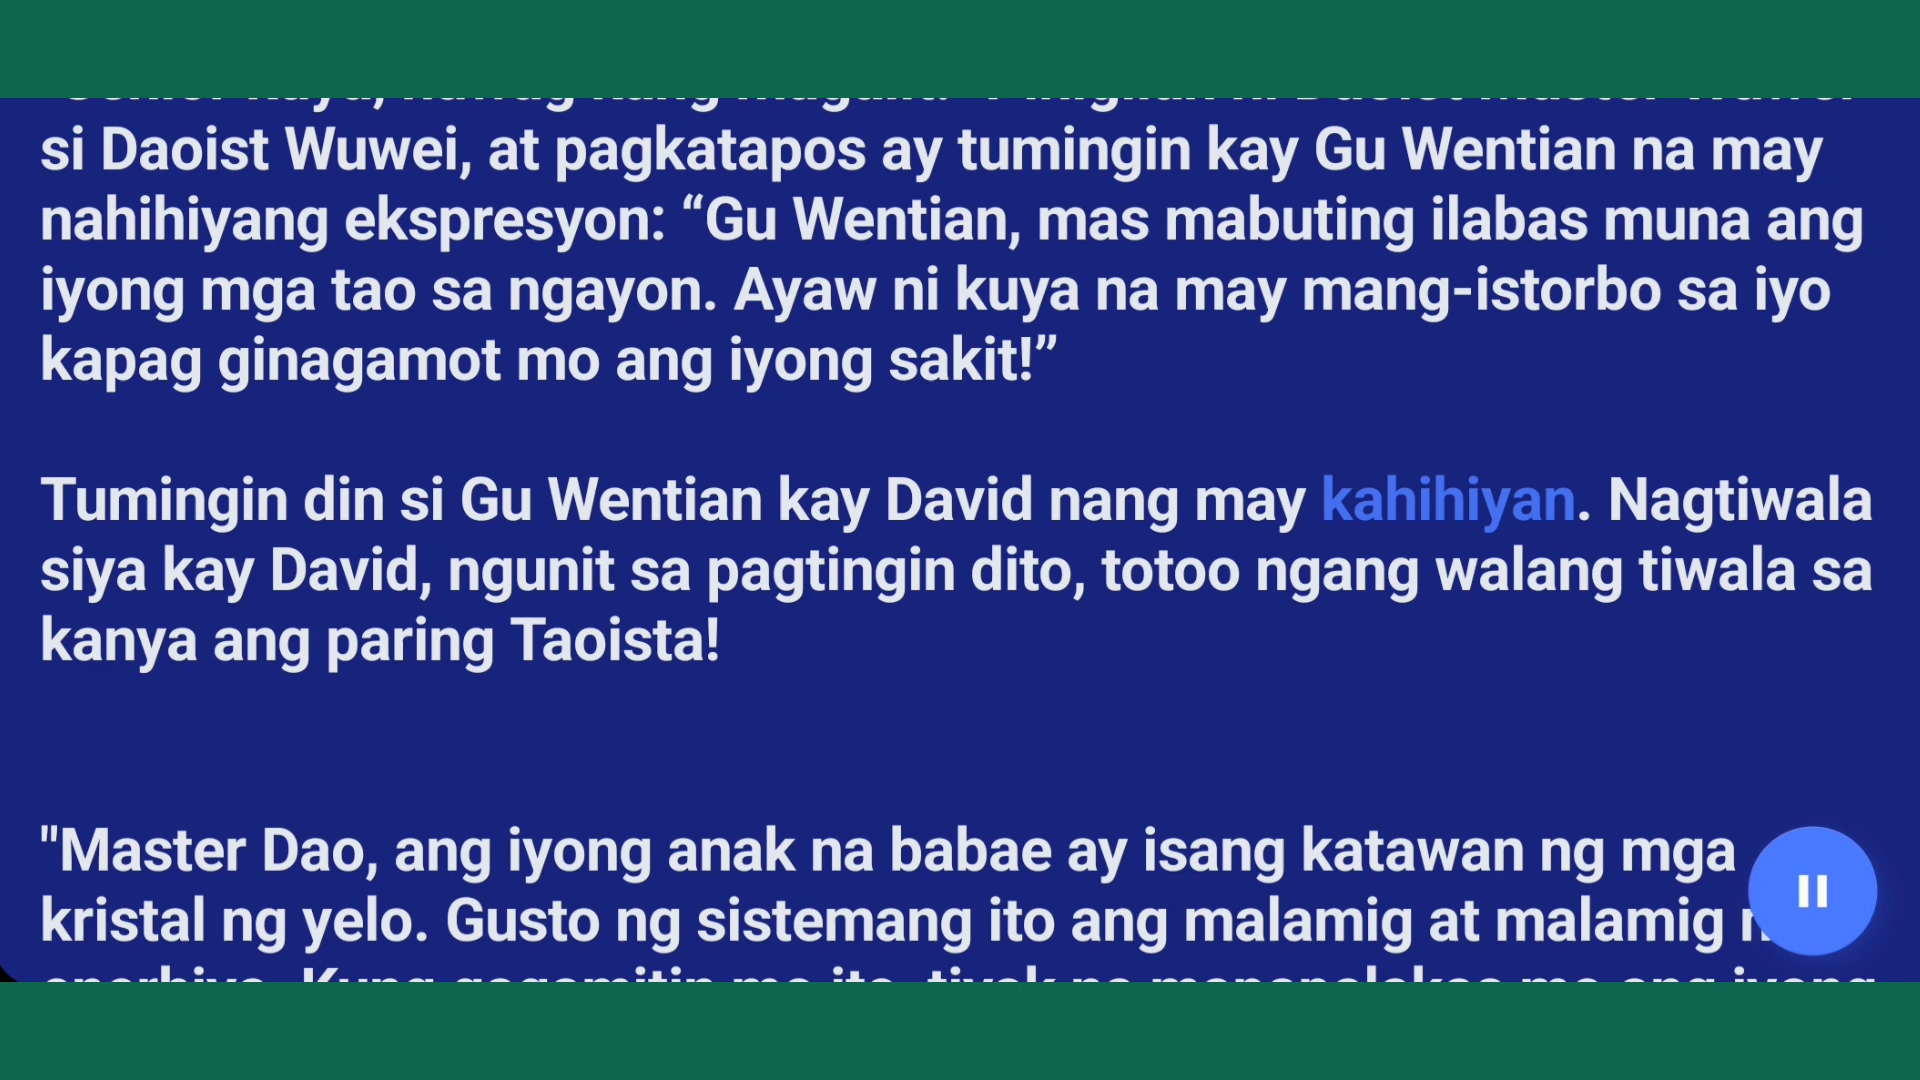 si Daoist Wuwei, at pagkatapos ay tumingin kay Gu Wentian na may
nahihiyang ekspresyon: “Gu Wentian, mas mabuting ilabas muna ang
iyong mga tao sa ngayon. Ayaw ni kuya na may mang-istorbo sa iyo
kapag ginagamot mo ang iyong sakit!”
Tumingin din si Gu Wentian kay David nang may kahihiyan. Nagtiwala
siya kay David, ngunit sa pagtingin dito, totoo ngang walang tiwala sa
kanya ang paring Taoista!
"Master Dao, ang iyong anak na babae ay isang katawan ng mga
kristal ng yelo. Gusto ng sistemang ito ang malamig at malamig